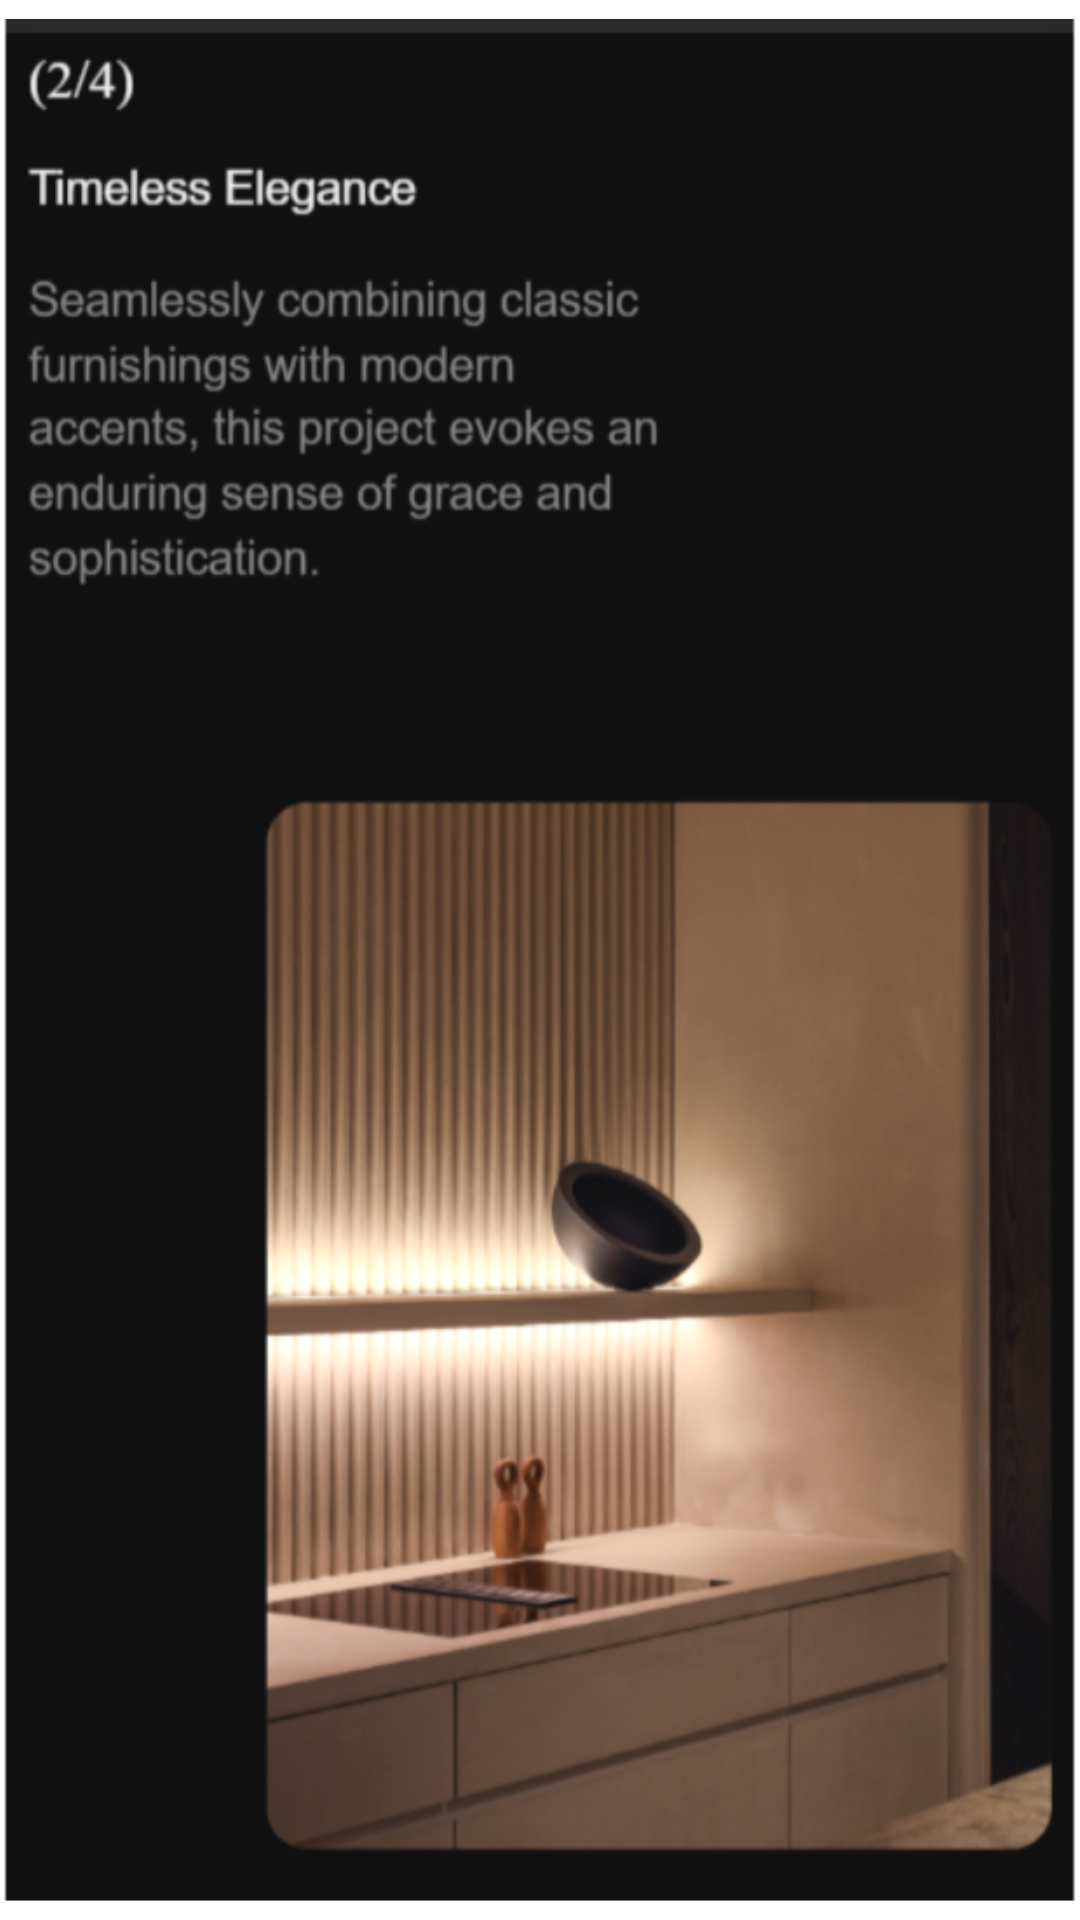 (2/4)
Timeless Elegance
Seamlessly combining classic
furnishings with modern
accents, this project evokes an
enduring sense of grace and
sophistication.